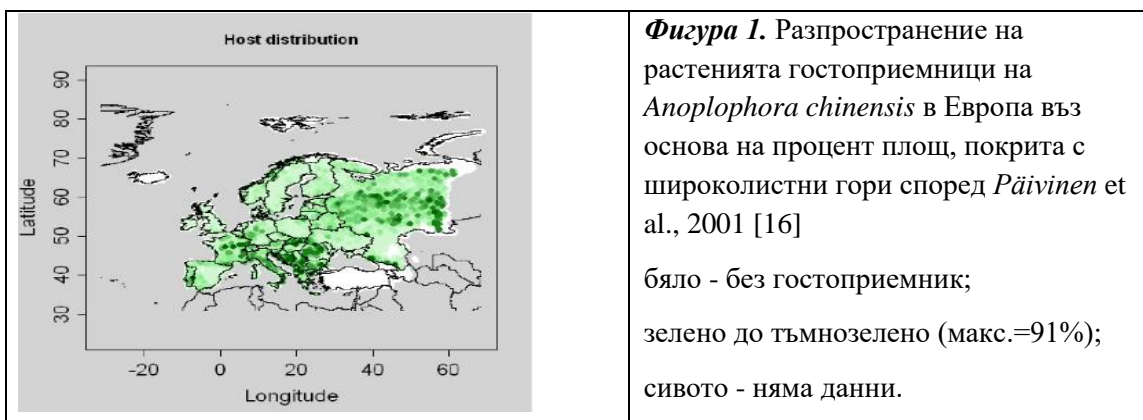 Host distribution
90
80
70
60
50
40
30
Latitude
-20 0 20 40 60
Longitude
Фигура 1. Разпространение на
растенията гостоприемници на
Anoplophora chinensis в Европа въз
основа на процент площ, покрита с
широколистни гори според Päivinen et
al., 2001 [16]
бяло - без гостоприемник;
зелено до тъмнозелено (макс.=91%);
сивото - няма данни.